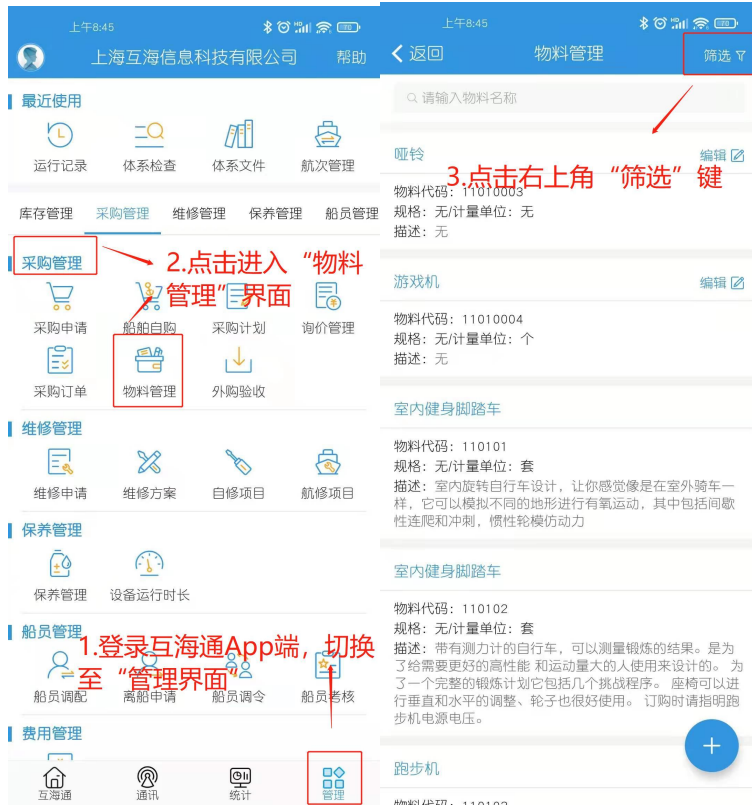 上午8:45
上海互海信息科技有限公司
帮助
最近使用
运行记录
体系检查
体系文件
航次管理
库存管理
采购管理
维修管理
保养管理
船员管理
采购管理
2.点击进入“物料
管理”界面
采购申请
船舶自购
采购计划
询价管理
采购订单
物料管理
外购验收
维修管理
维修申请
维修方案
自修项目
航修项目
保养管理
保养管理
设备运行时长
船员管理
1.登录互海通App端，切换
至“管理界面”
船员调配
离船申请
船员调令
船员考核
费用管理
互海通
通讯
统计
管理
上午8:45
返回
物料管理
筛选
请输入物料名称
哑铃
编辑
3.点击右上角“筛选”键
物料代码：11010003
规格：无/计量单位：无
描述：无
游戏机
编辑
物料代码：11010004
规格：无/计量单位：个
描述：无
室内健身脚踏车
物料代码：110101
规格：无/计量单位：套
描述：室内旋转自行车设计，让你感觉像是在室外骑车一
样，它可以模拟不同的地形进行有氧运动，其中包括间歇
性连爬和冲刺，惯性轮模仿动力
室内健身脚踏车
物料代码：110102
规格：无/计量单位：套
描述：带有测力计的自行车，可以测量锻炼的结果。是为
了给需要更好的高性能 和运动量大的人使用来设计的。 为
了一个完整的锻炼计划它包括几个挑战程序。 座椅可以进
行垂直和水平的调整、轮子也很好使用。 订购时请指明跑
步机电源电压。
跑步机